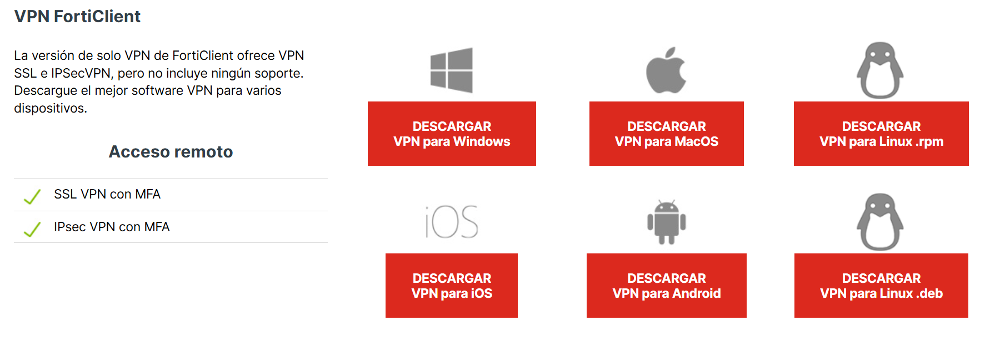 VPN FortiClient
La versión de solo VPN de FortiClient ofrece VPN
SSL e IPSecVPN, pero no incluye ningún soporte.
Descargue el mejor software VPN para varios
dispositivos.
Acceso remoto
SSL VPN con MFA
IPsec VPN con MFA
DESCARGAR
VPN para Windows
DESCARGAR
VPN para MacOS
DESCARGAR
VPN para Linux .rpm
iOS
DESCARGAR
VPN para iOS
DESCARGAR
VPN para Android
DESCARGAR
VPN para Linux .deb